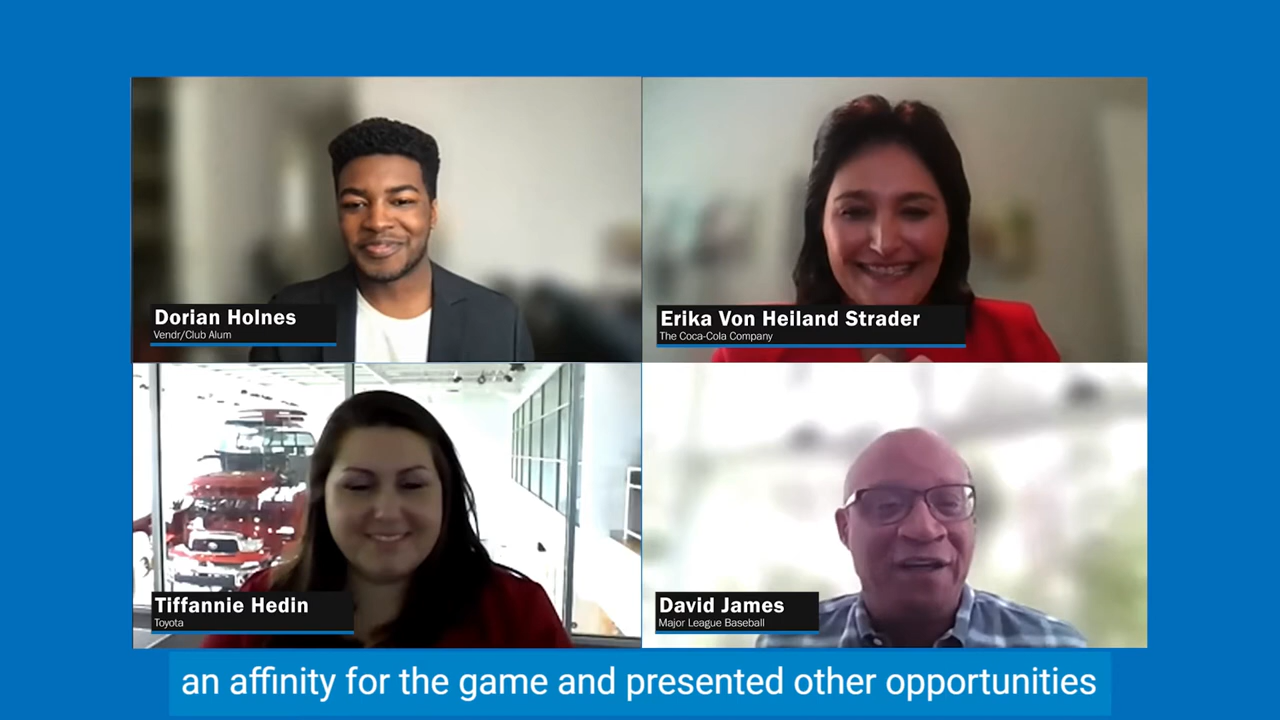 Dorian Holnes
Vendr/Club Alum
Erika Von Heiland Strader
The Coca-Cola Company
Tiffannie Hedin
Toyota
David James
Major League Baseball
an affinity for the game and presented other opportunities